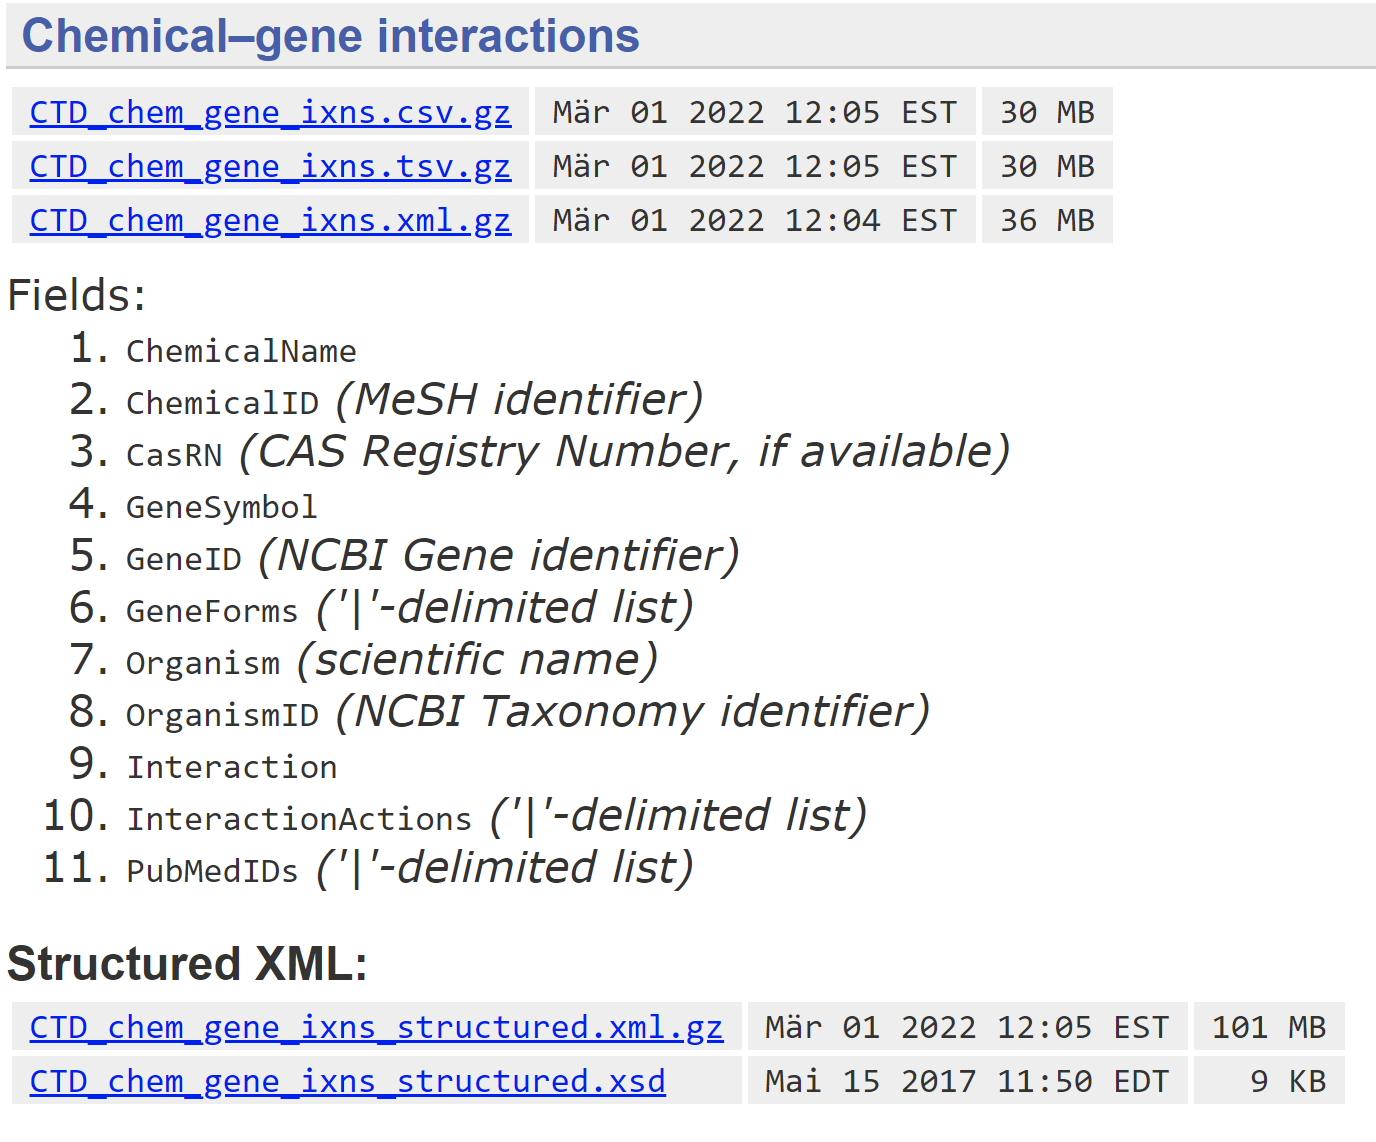 Chemical–gene interactions
CTD_chem_gene_ixns.csv.gz Mär 01 2022 12:05 EST 30 MB
CTD_chem_gene_ixns.tsv.gz Mär 01 2022 12:05 EST 30 MB
CTD_chem_gene_ixns.xml.gz Mär 01 2022 12:04 EST 36 MB
Fields:
1. ChemicalName
2. ChemicalID (MeSH identifier)
3. CasRN (CAS Registry Number, if available)
4. GeneSymbol
5. GeneID (NCBI Gene identifier)
6. GeneForms ('|'-delimited list)
7. Organism (scientific name)
8. OrganismID (NCBI Taxonomy identifier)
9. Interaction
10. InteractionActions ('|'-delimited list)
11. PubMedIDs ('|'-delimited list)
Structured XML:
CTD_chem_gene_ixns_structured.xml.gz Mär 01 2022 12:05 EST 101 MB
CTD_chem_gene_ixns_structured.xsd Mai 15 2017 11:50 EDT 9 KB